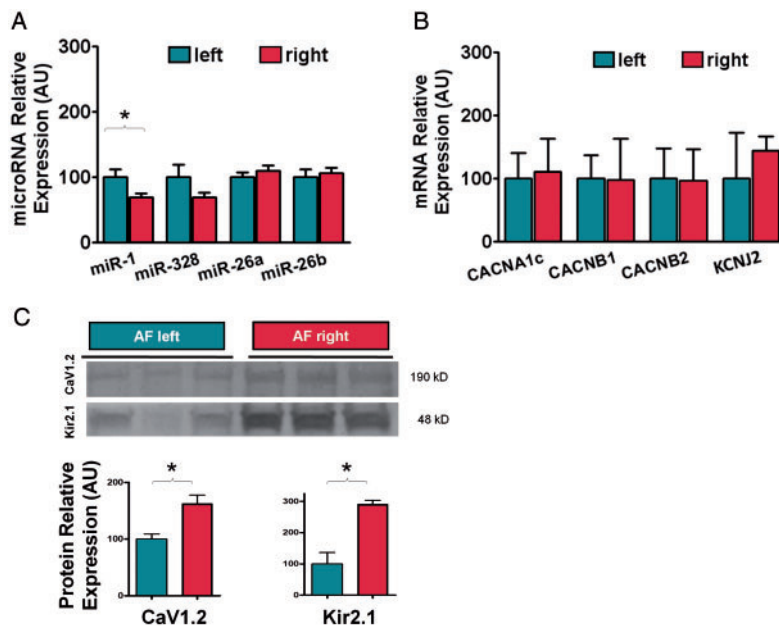 A
microRNA Relative
Expression (AU)
300
200
100
0
left
right
*
miR-1
miR-328
miR-26a
miR-26b
B
mRNA Relative
Expression (AU)
300
200
100
0
left
right
CACNA1c
CACNB1
CACNB2
KCNJ2
C
AF left
AF right
CaV1.2
190 kD
Kir2.1
48 kD
Protein Relative
Expression (AU)
200
100
0
*
CaV1.2
300
200
100
0
*
Kir2.1